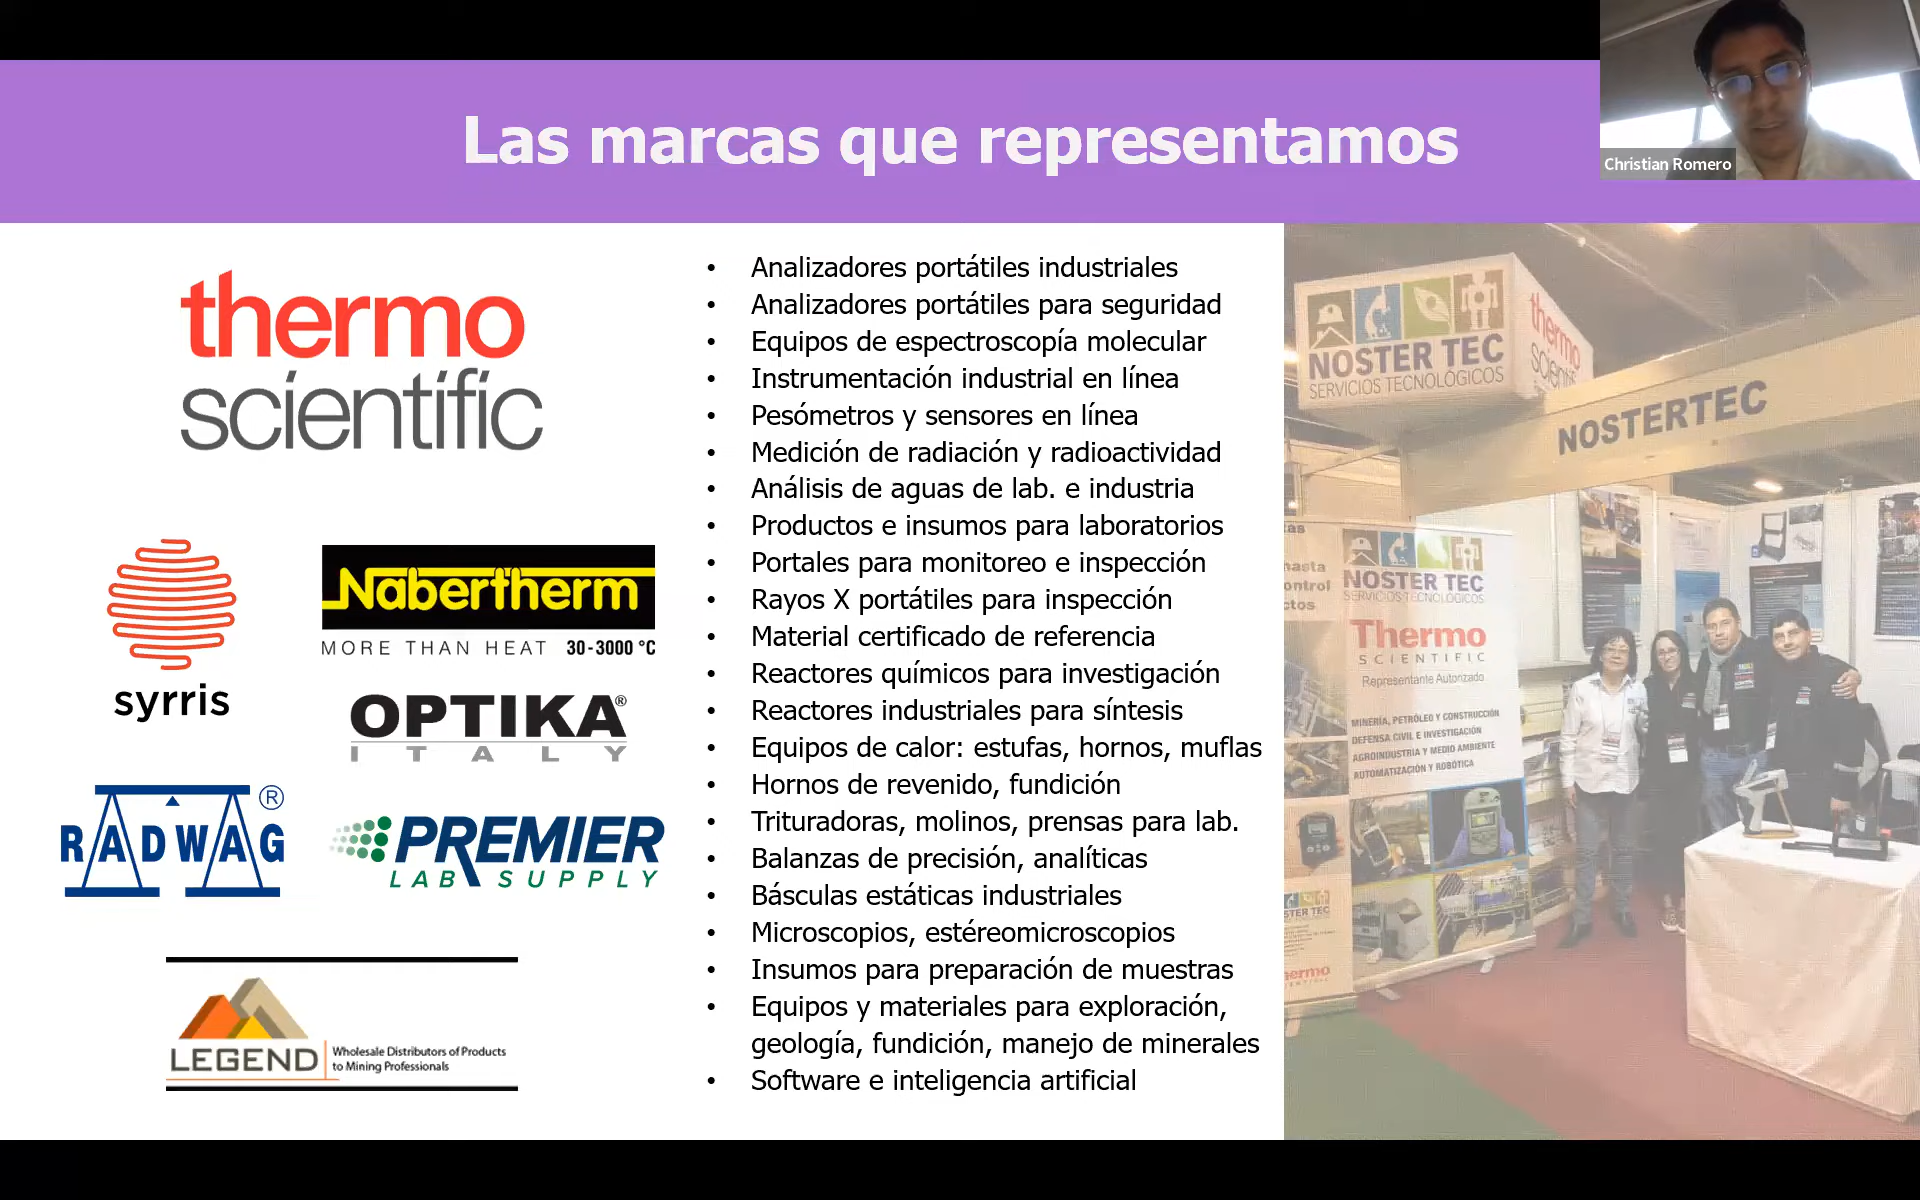 Las marcas que representamos
Christian Romero
thermo
scientific
syrris
Nabertherm
MORE THAN HEAT 30-3000 °C
OPTIKA®
ITALY
RADWAG®
PREMIER
LAB SUPPLY
LEGEND
Wholesale Distributors of Products
to Mining Professionals
• Analizadores portátiles industriales
• Analizadores portátiles para seguridad
• Equipos de espectroscopía molecular
• Instrumentación industrial en línea
• Pesómetros y sensores en línea
• Medición de radiación y radioactividad
• Análisis de aguas de lab. e industria
• Productos e insumos para laboratorios
• Portales para monitoreo e inspección
• Rayos X portátiles para inspección
• Material certificado de referencia
• Reactores químicos para investigación
• Reactores industriales para síntesis
• Equipos de calor: estufas, hornos, muflas
• Hornos de revenido, fundición
• Trituradoras, molinos, prensas para lab.
• Balanzas de precisión, analíticas
• Básculas estáticas industriales
• Microscopios, estéreomicroscopios
• Insumos para preparación de muestras
• Equipos y materiales para exploración,
geología, fundición, manejo de minerales
• Software e inteligencia artificial
NOSTER TEC
SERVICIOS TECNOLÓGICOS
thermo
scientific
NOSTERTEC
NOSTER TEC
SERVICIOS TECNOLÓGICOS
Thermo
SCIENTIFIC
Representante Autorizado
MINERÍA, PETRÓLEO Y CONSTRUCCIÓN
DEFENSA CIVIL E INVESTIGACIÓN
AGROINDUSTRIA Y MEDIO AMBIENTE
AUTOMATIZACIÓN Y ROBÓTICA